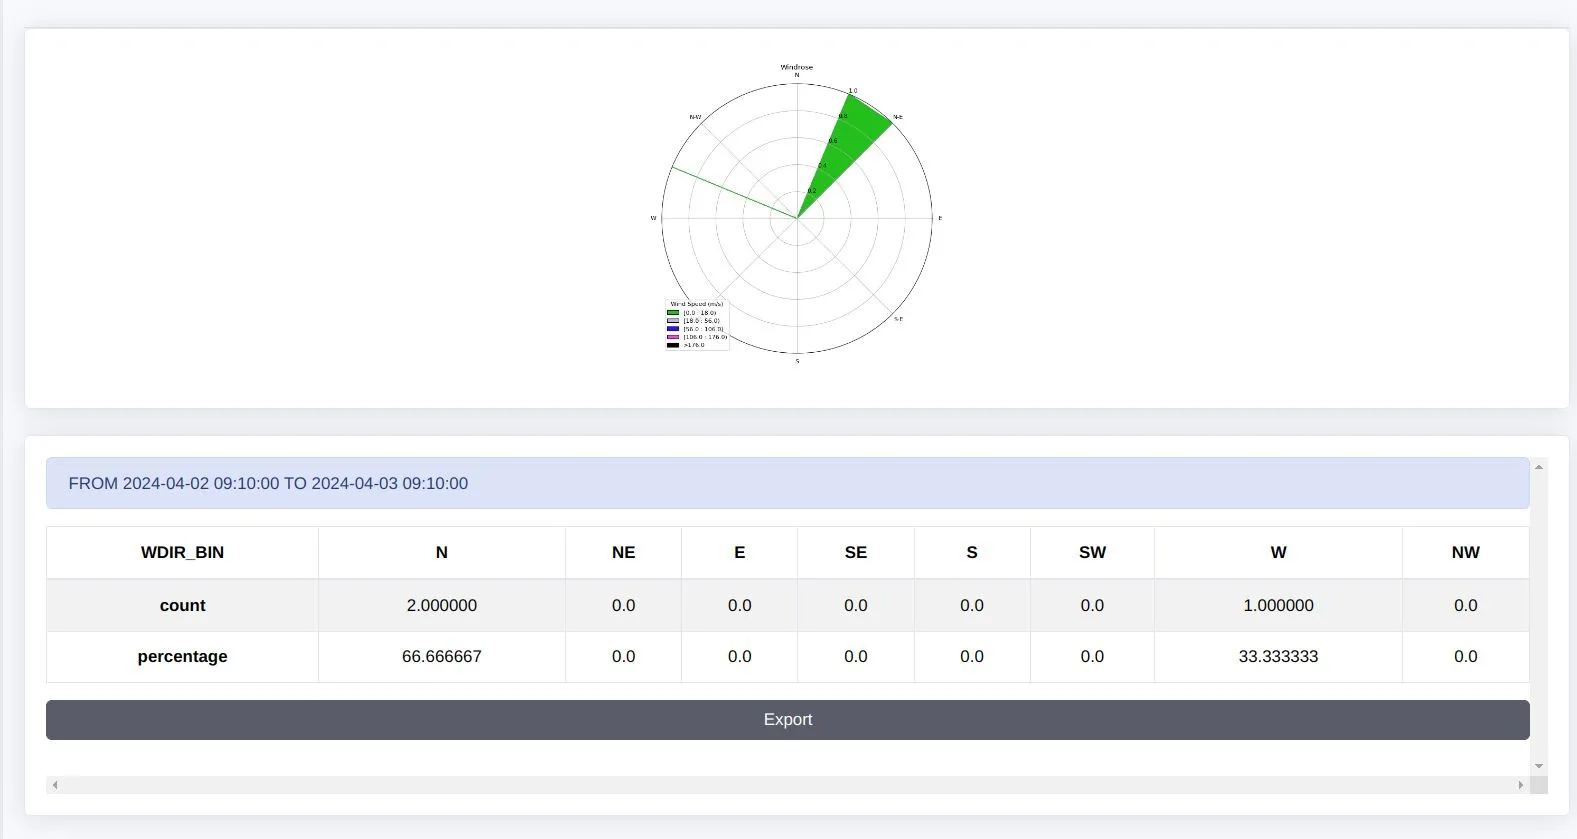 Windrose
N
1.0
N-W
0.8
N-E
0.6
0.4
0.2
W
E
Wind Speed (m/s)
[0.0 : 18.0)
[18.0 : 56.0)
[56.0 : 106.0)
[106.0 : 176.0)
>176.0
S-E
S
FROM 2024-04-02 09:10:00 TO 2024-04-03 09:10:00
WDIR_BIN N NE E SE S SW W NW
count 2.000000 0.0 0.0 0.0 0.0 0.0 1.000000 0.0
percentage 66.666667 0.0 0.0 0.0 0.0 0.0 33.333333 0.0
Export